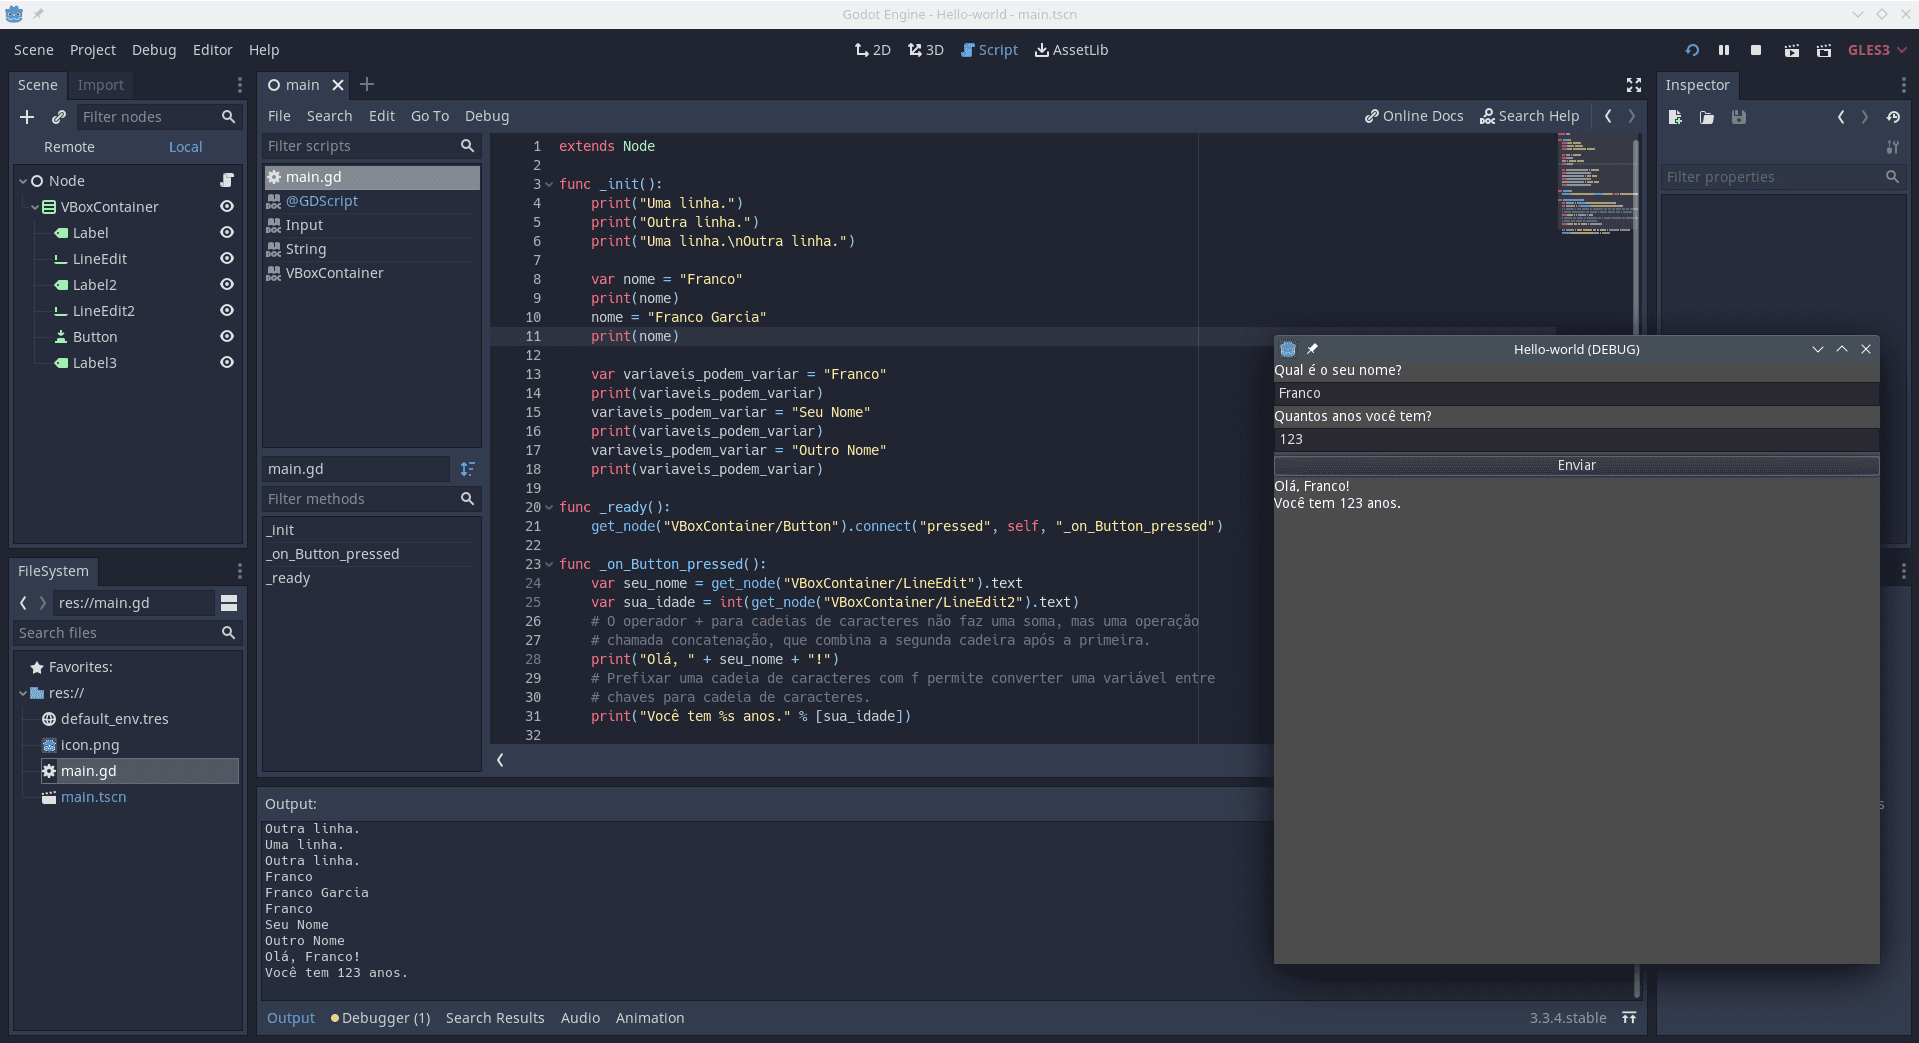 Godot Engine - Hello-world - main.tscn
Scene Project Debug Editor Help
2D 3D Script AssetLib
GLES3
Scene Import
Filter nodes
Remote Local
Node
VBoxContainer
Label
LineEdit
Label2
LineEdit2
Button
Label3
FileSystem
res://main.gd
Search files
Favorites:
res://
default_env.tres
icon.png
main.gd
main.tscn
main
File Search Edit Go To Debug
Online Docs Search Help
Filter scripts
main.gd
@GDScript
Input
String
VBoxContainer
main.gd
Filter methods
_init
_on_Button_pressed
_ready
1 extends Node
2
3 func _init():
4 print("Uma linha.")
5 print("Outra linha.")
6 print("Uma linha.\nOutra linha.")
7
8 var nome = "Franco"
9 print(nome)
10 nome = "Franco Garcia"
11 print(nome)
12
13 var variaveis_podem_variar = "Franco"
14 print(variaveis_podem_variar)
15 variaveis_podem_variar = "Seu Nome"
16 print(variaveis_podem_variar)
17 variaveis_podem_variar = "Outro Nome"
18 print(variaveis_podem_variar)
19
20 func _ready():
21 get_node("VBoxContainer/Button").connect("pressed", self, "_on_Button_pressed")
22
23 func _on_Button_pressed():
24 var seu_nome = get_node("VBoxContainer/LineEdit").text
25 var sua_idade = int(get_node("VBoxContainer/LineEdit2").text)
26 # O operador + para cadeias de caracteres não faz uma soma, mas uma operação
27 # chamada concatenação, que combina a segunda cadeira após a primeira.
28 print("Olá, " + seu_nome + "!")
29 # Prefixar uma cadeia de caracteres com f permite converter uma variável entre
30 # chaves para cadeia de caracteres.
31 print("Você tem %s anos." % [sua_idade])
32
Output:
Outra linha.
Uma linha.
Outra linha.
Franco
Franco Garcia
Franco
Seu Nome
Outro Nome
Olá, Franco!
Você tem 123 anos.
Output Debugger (1) Search Results Audio Animation
3.3.4.stable
Inspector
Filter properties
Hello-world (DEBUG)
Qual é o seu nome?
Franco
Quantos anos você tem?
123
Enviar
Olá, Franco!
Você tem 123 anos.